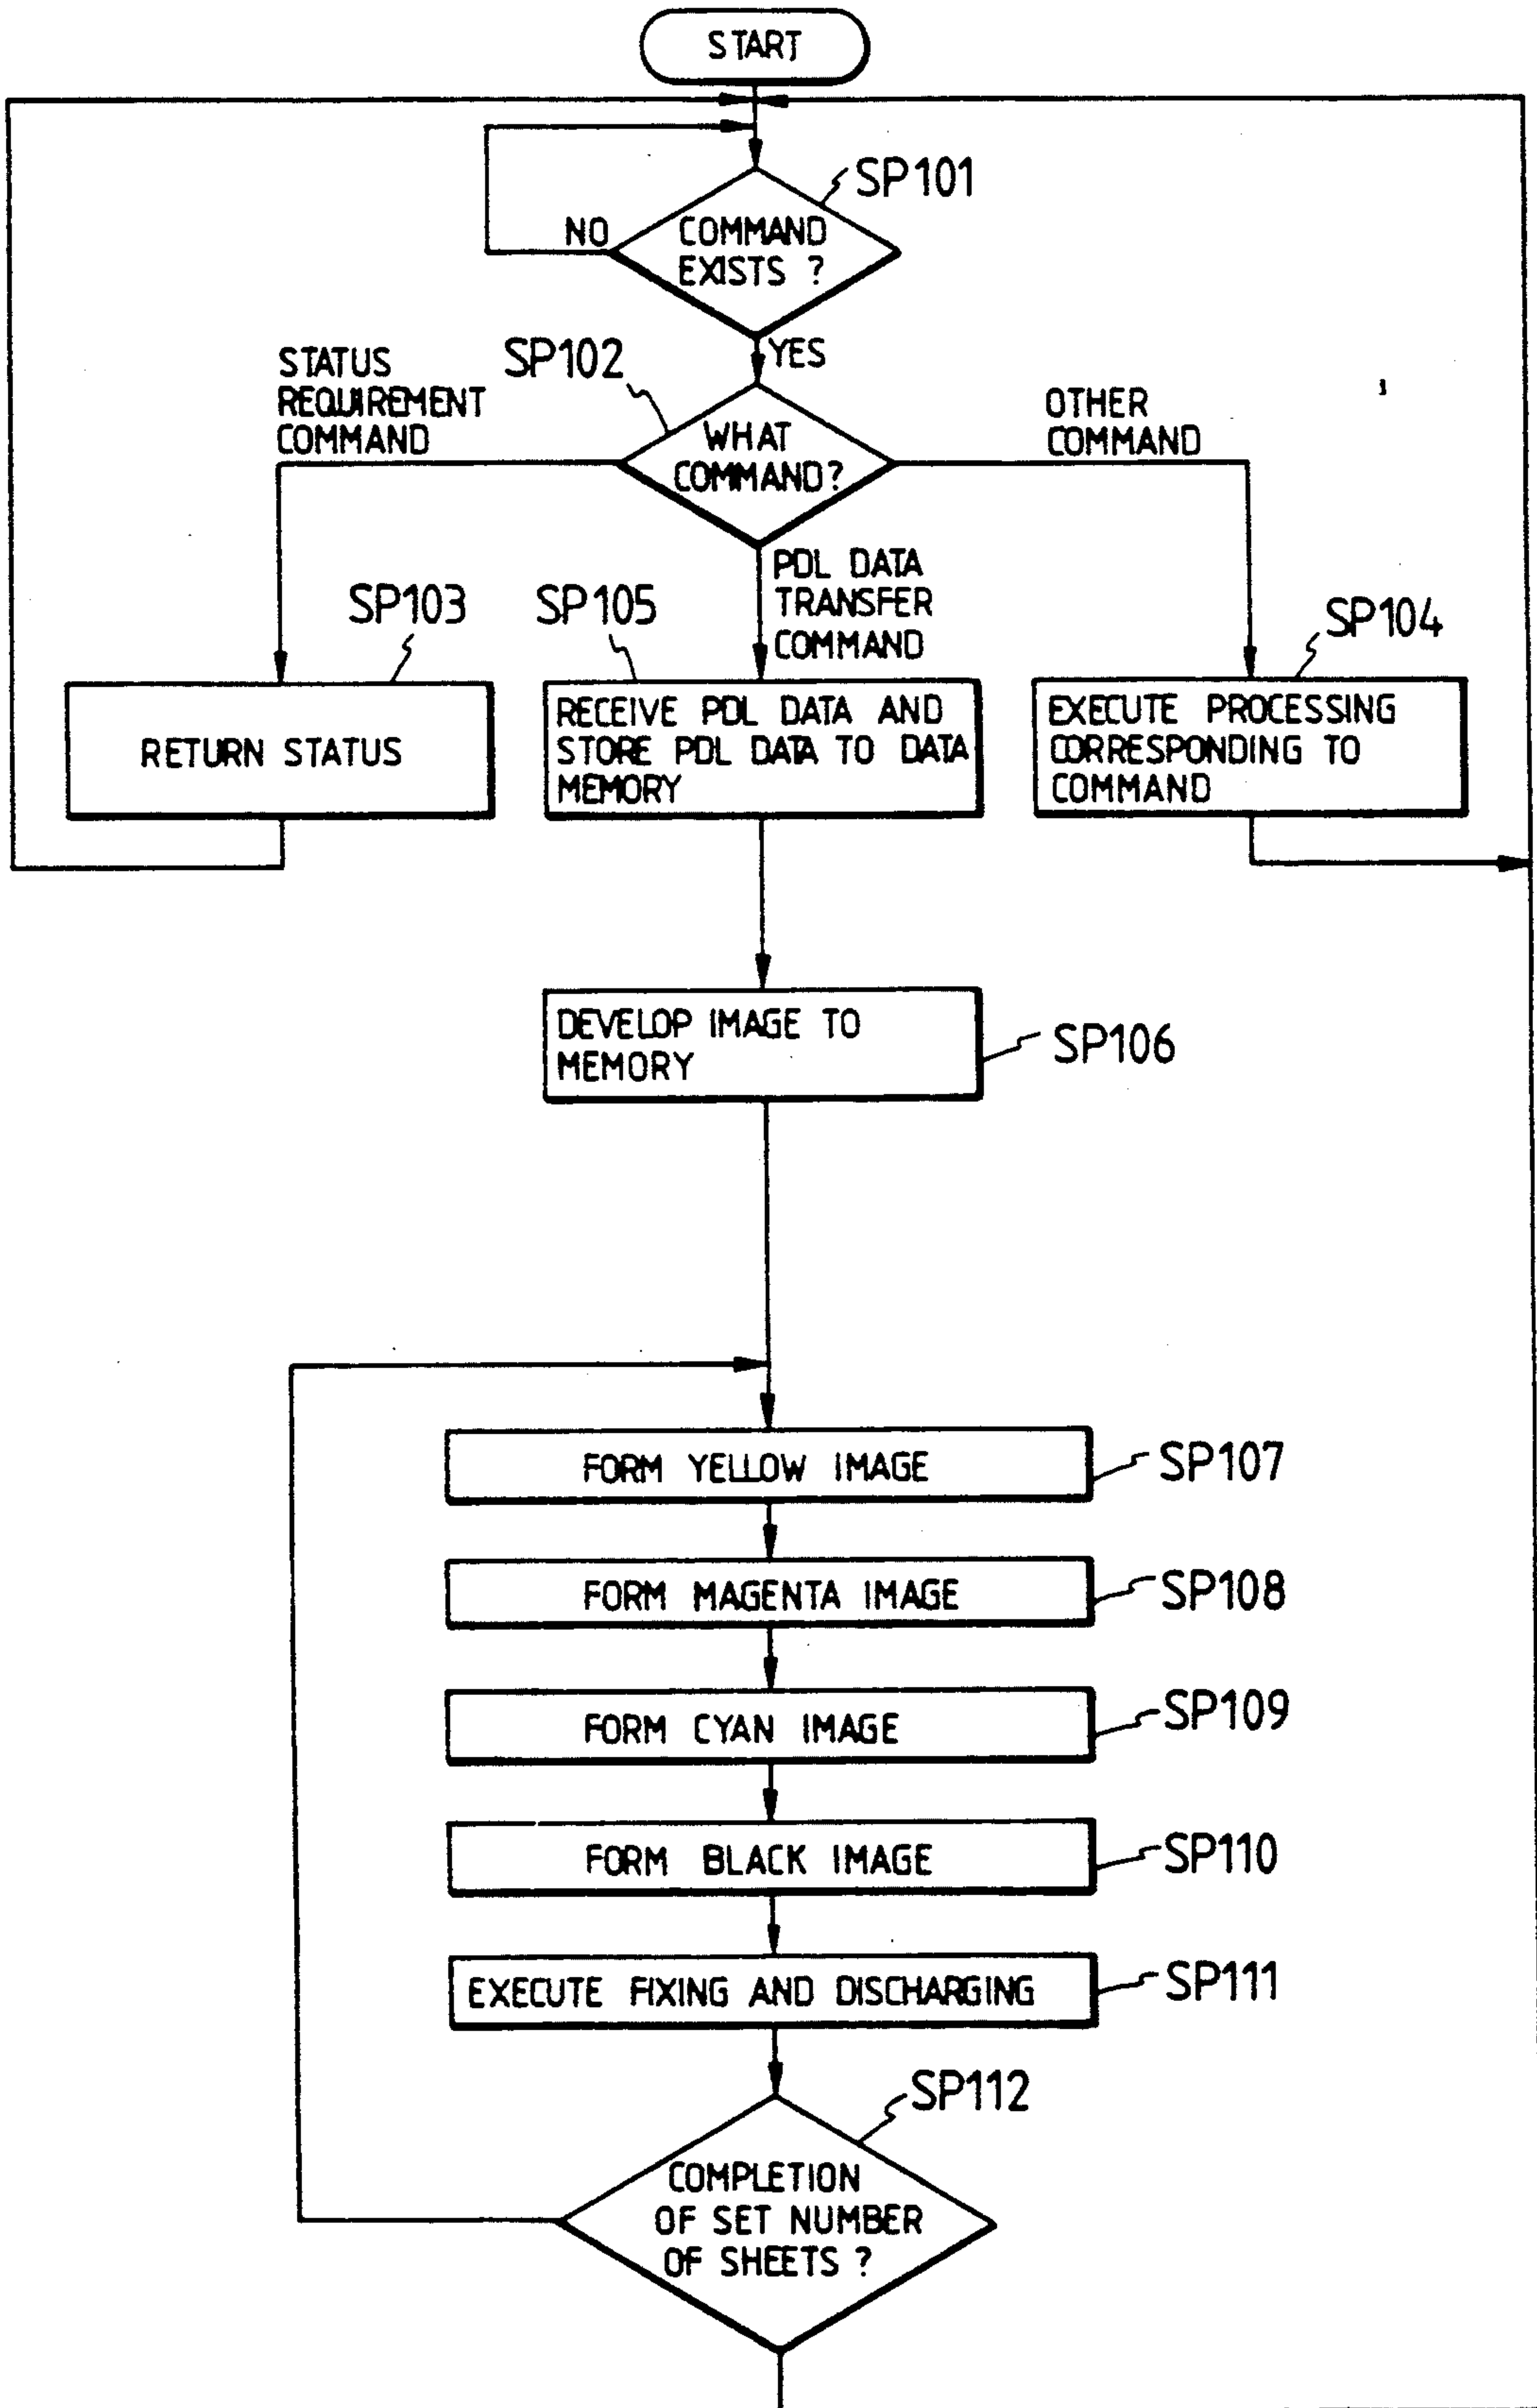 START
SP101
NO
COMMAND
EXISTS ?
YES
SP102
STATUS
REQUIREMENT
COMMAND
WHAT
COMMAND?
OTHER
COMMAND
PDL DATA
TRANSFER
COMMAND
SP103
RETURN STATUS
SP105
RECEIVE PDL DATA AND
STORE PDL DATA TO DATA
MEMORY
SP104
EXECUTE PROCESSING
CORRESPONDING TO
COMMAND
DEVELOP IMAGE TO
MEMORY
SP106
FORM YELLOW IMAGE
SP107
FORM MAGENTA IMAGE
SP108
FORM CYAN IMAGE
SP109
FORM BLACK IMAGE
SP110
EXECUTE FIXING AND DISCHARGING
SP111
SP112
COMPLETION
OF SET NUMBER
OF SHEETS ?